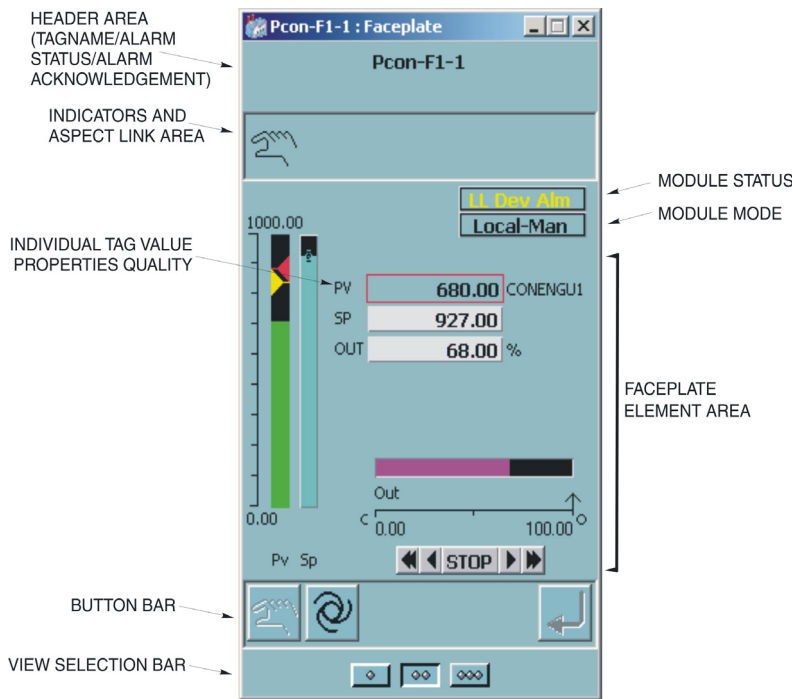 HEADER AREA
(TAGNAME/ALARM
STATUS/ALARM
ACKNOWLEDGEMENT)
Pcon-F1-1 : Faceplate
Pcon-F1-1
INDICATORS AND
ASPECT LINK AREA
LL Dev Alm
MODULE STATUS
Local-Man
MODULE MODE
1000.00
INDIVIDUAL TAG VALUE
PROPERTIES QUALITY
PV 680.00 CONENGU1
SP 927.00
OUT 68.00 %
FACEPLATE
ELEMENT AREA
Out
C 0.00 100.00 O
0.00
Pv Sp
STOP
BUTTON BAR
VIEW SELECTION BAR